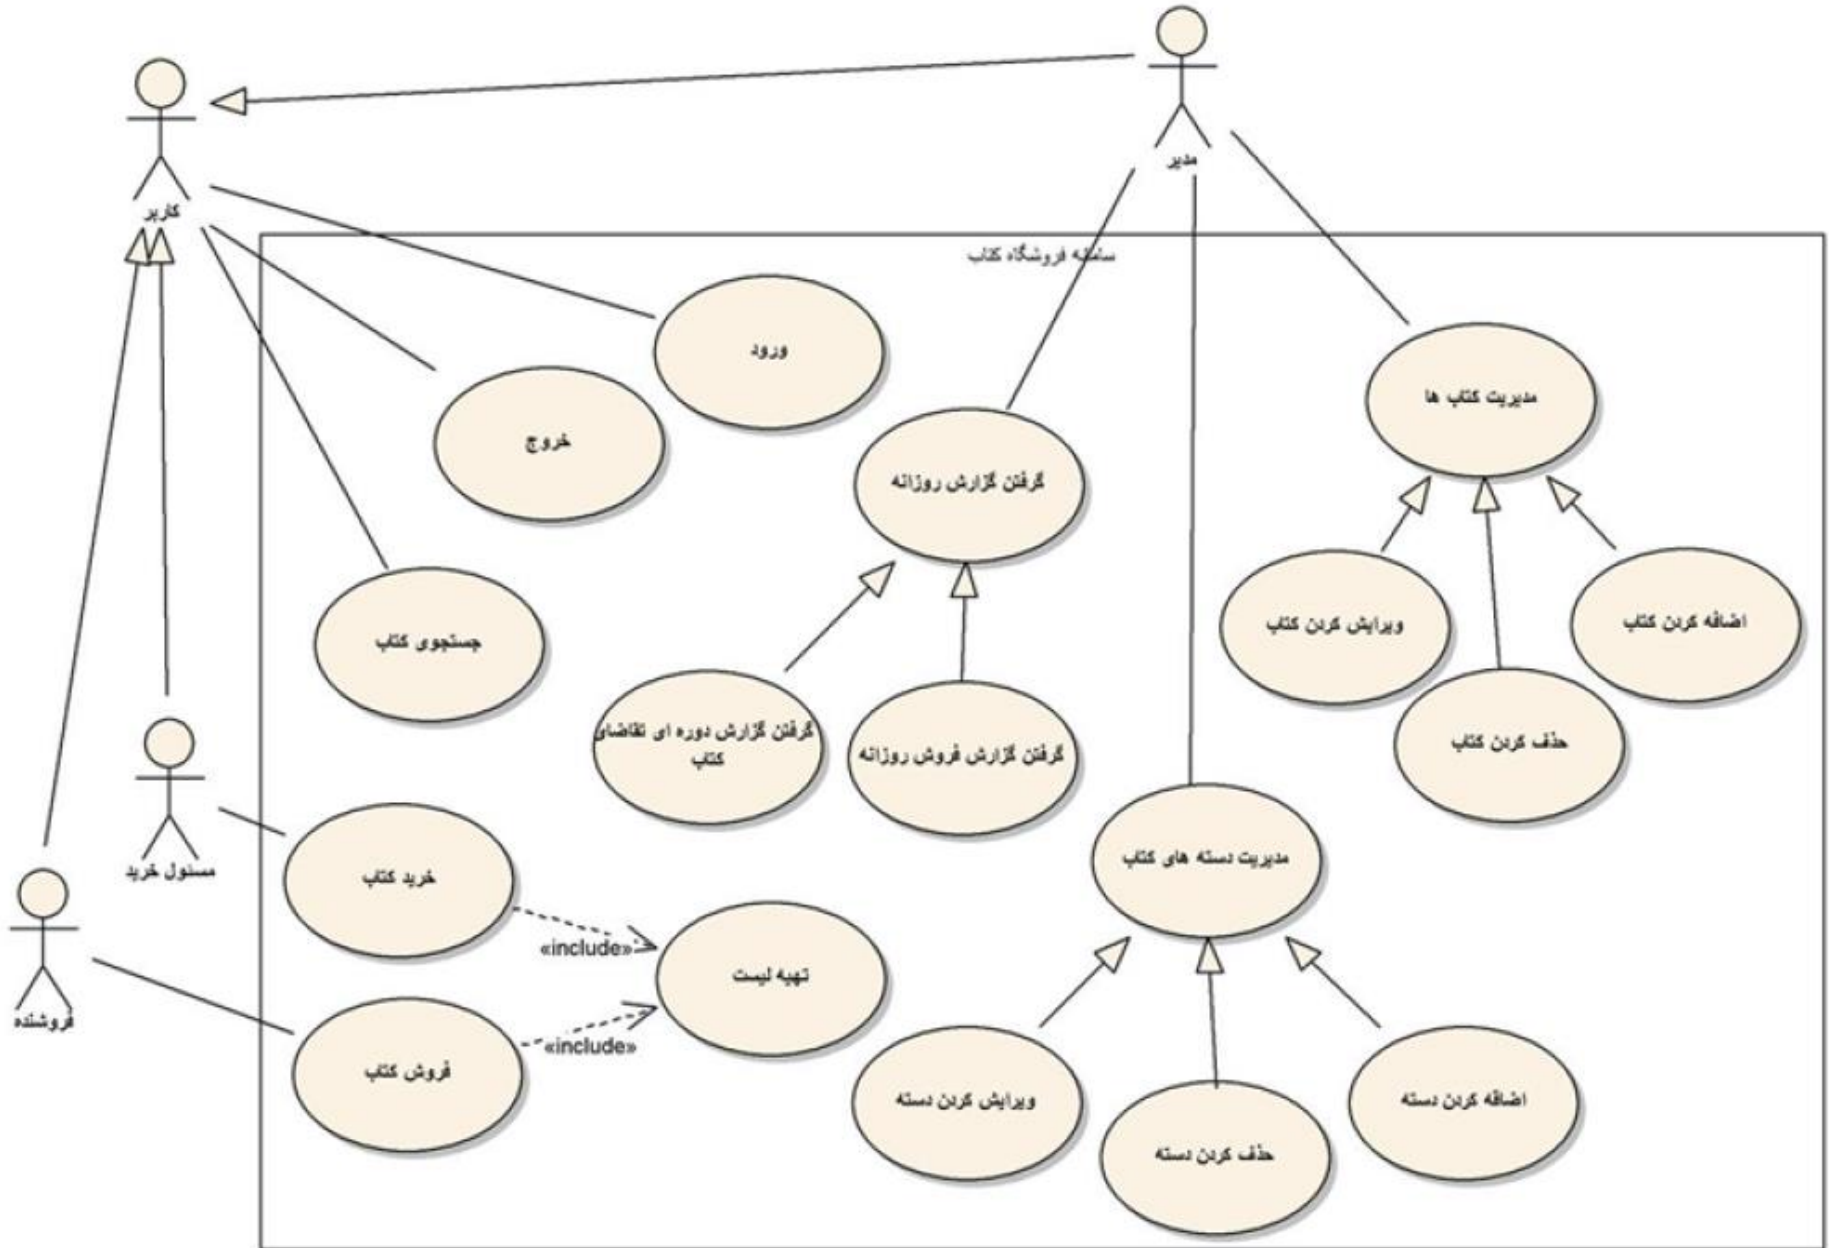 مدیر
کاربر
سامانه فروشگاه کتاب
ورود
مدیریت کتاب ها
خروج
گرفتن گزارش روزانه
اضافه کردن کتاب
ویرایش کردن کتاب
جستجوی کتاب
حذف کردن کتاب
گرفتن گزارش دوره ای تقاضای
کتاب
گرفتن گزارش فروش روزانه
مدیریت دسته های کتاب
مسئول خرید
خرید کتاب
«include»
تهیه لیست
فروشنده
«include»
فروش کتاب
اضافه کردن دسته
ویرایش کردن دسته
حذف کردن دسته